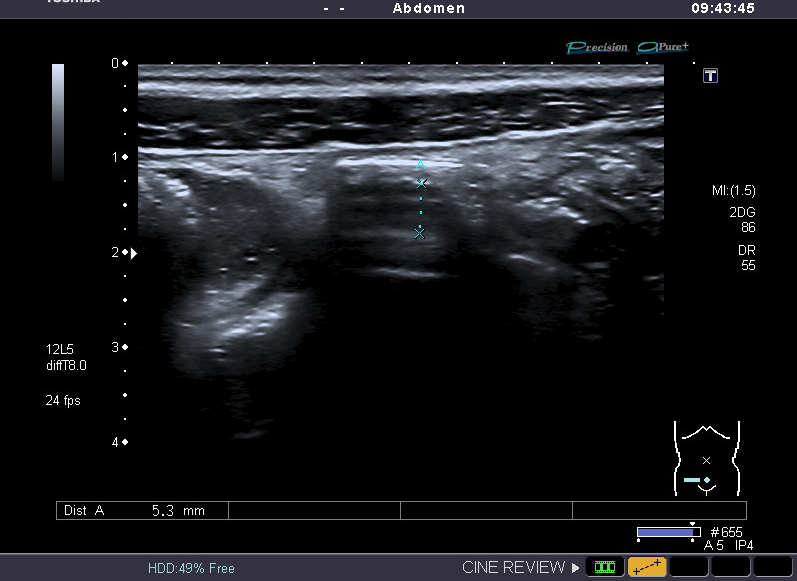 - - Abdomen 09:43:45
Precision APure+
T
0
1
MI:(1.5)
2DG
86
DR
55
2
3
12L5
diffT8.0
24 fps
4
Dist A 5.3 mm
#655
A 5 IP4
HDD:49% Free CINE REVIEW